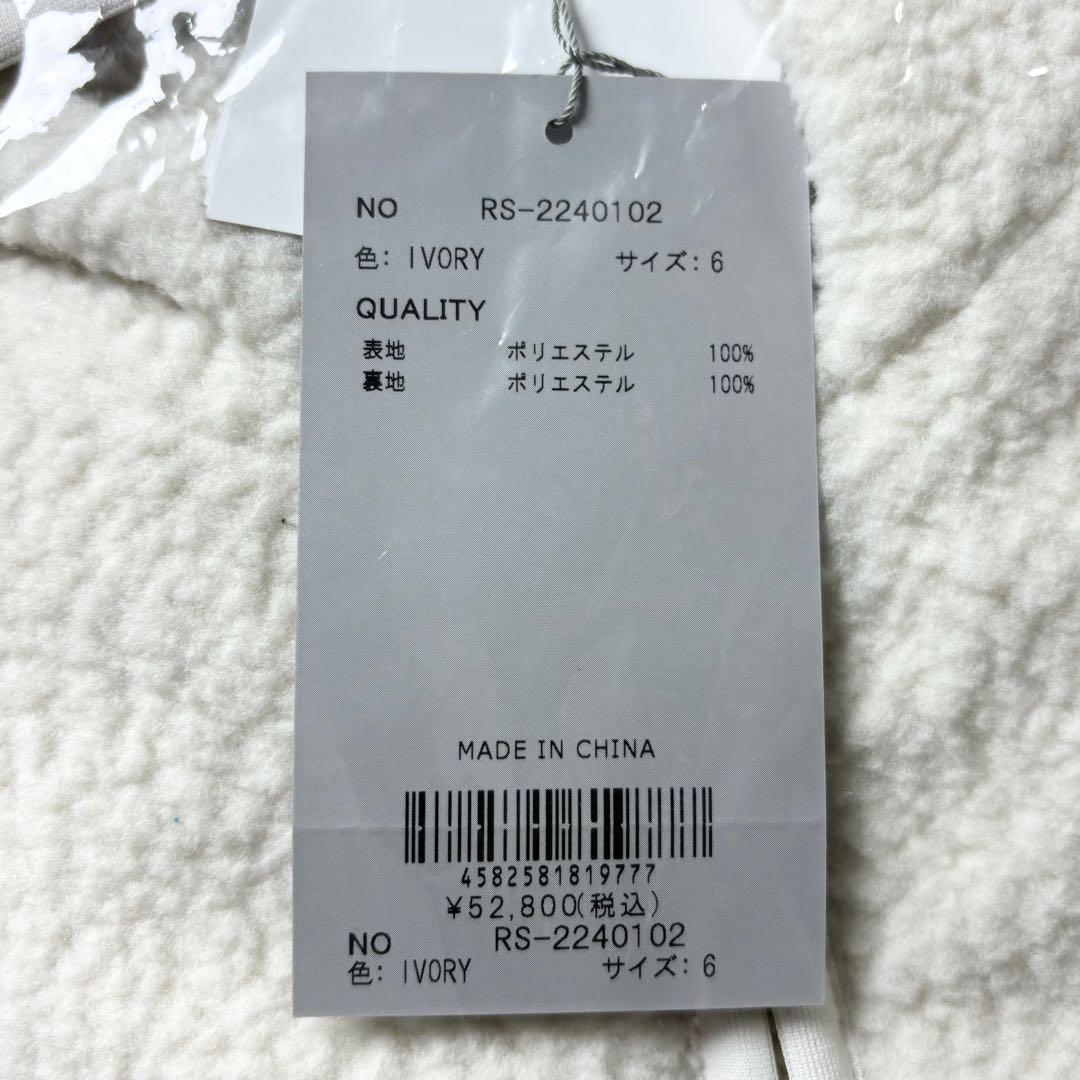 NO RS-2240102
色: IVORY サイズ: 6
QUALITY
表地 ポリエステル 100%
裏地 ポリエステル 100%
MADE IN CHINA
4582581819777
¥52,800(税込)
NO RS-2240102
色: IVORY サイズ: 6